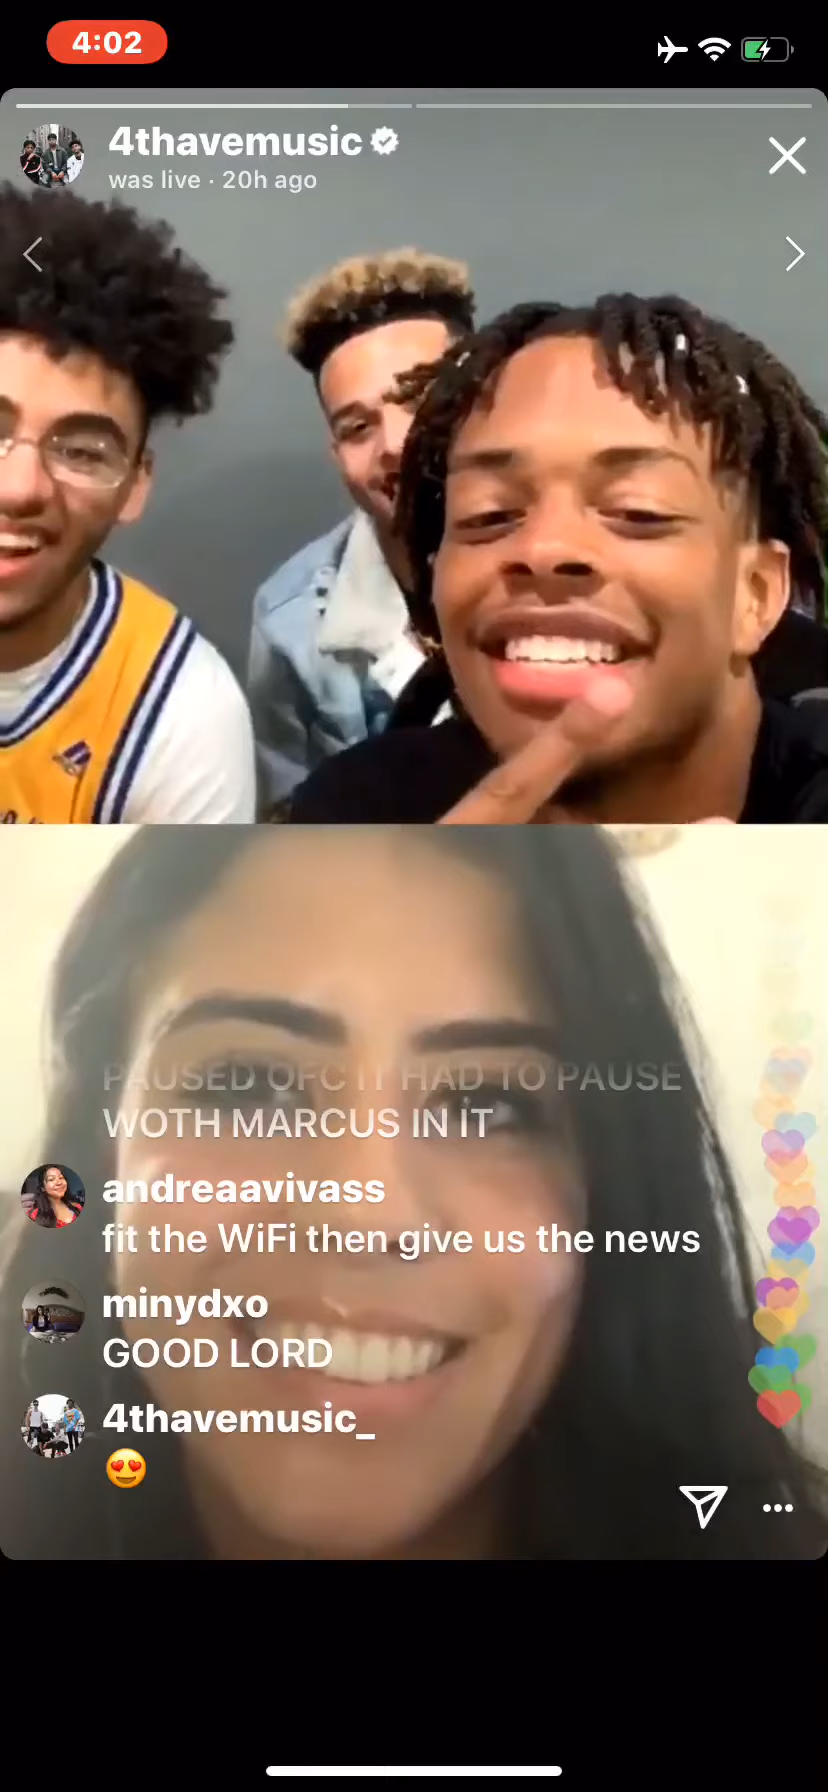 4:02
4thavemusic
was live · 20h ago
PAUSED OFC IT HAD TO PAUSE
WOTH MARCUS IN IT
andreaavivass
fit the WiFi then give us the news
minydxo
GOOD LORD
4thavemusic_
😍